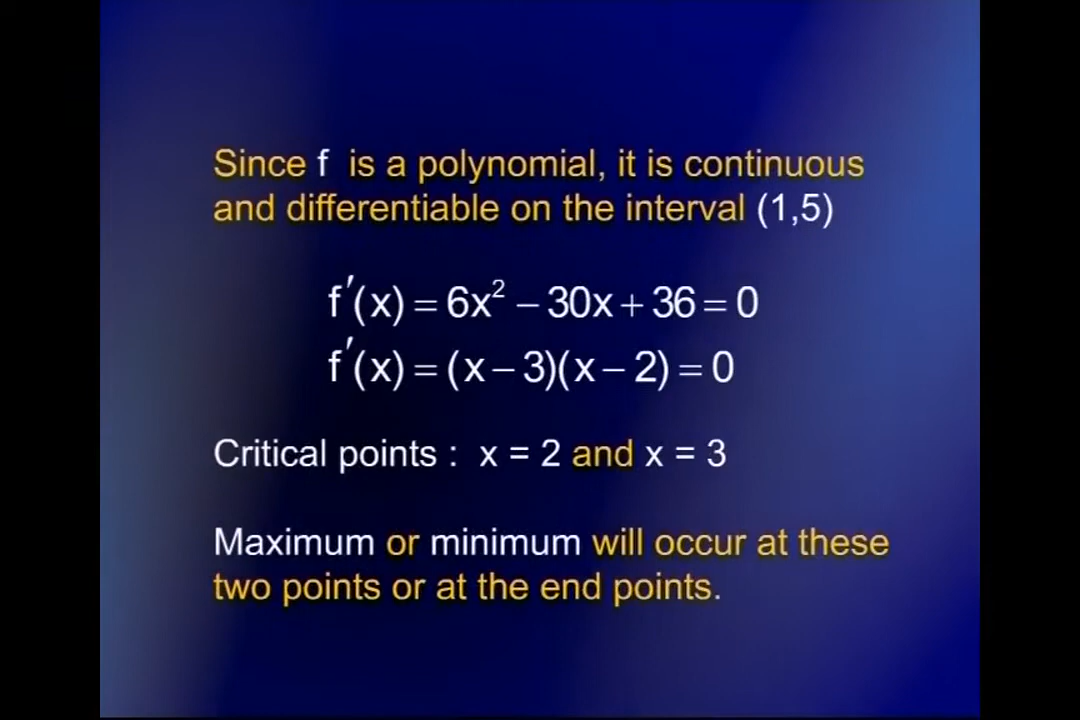 Since f is a polynomial, it is continuous
and differentiable on the interval (1,5)
f′(x) = 6x² − 30x + 36 = 0
f′(x) = (x − 3)(x − 2) = 0
Critical points : x = 2 and x = 3
Maximum or minimum will occur at these
two points or at the end points.